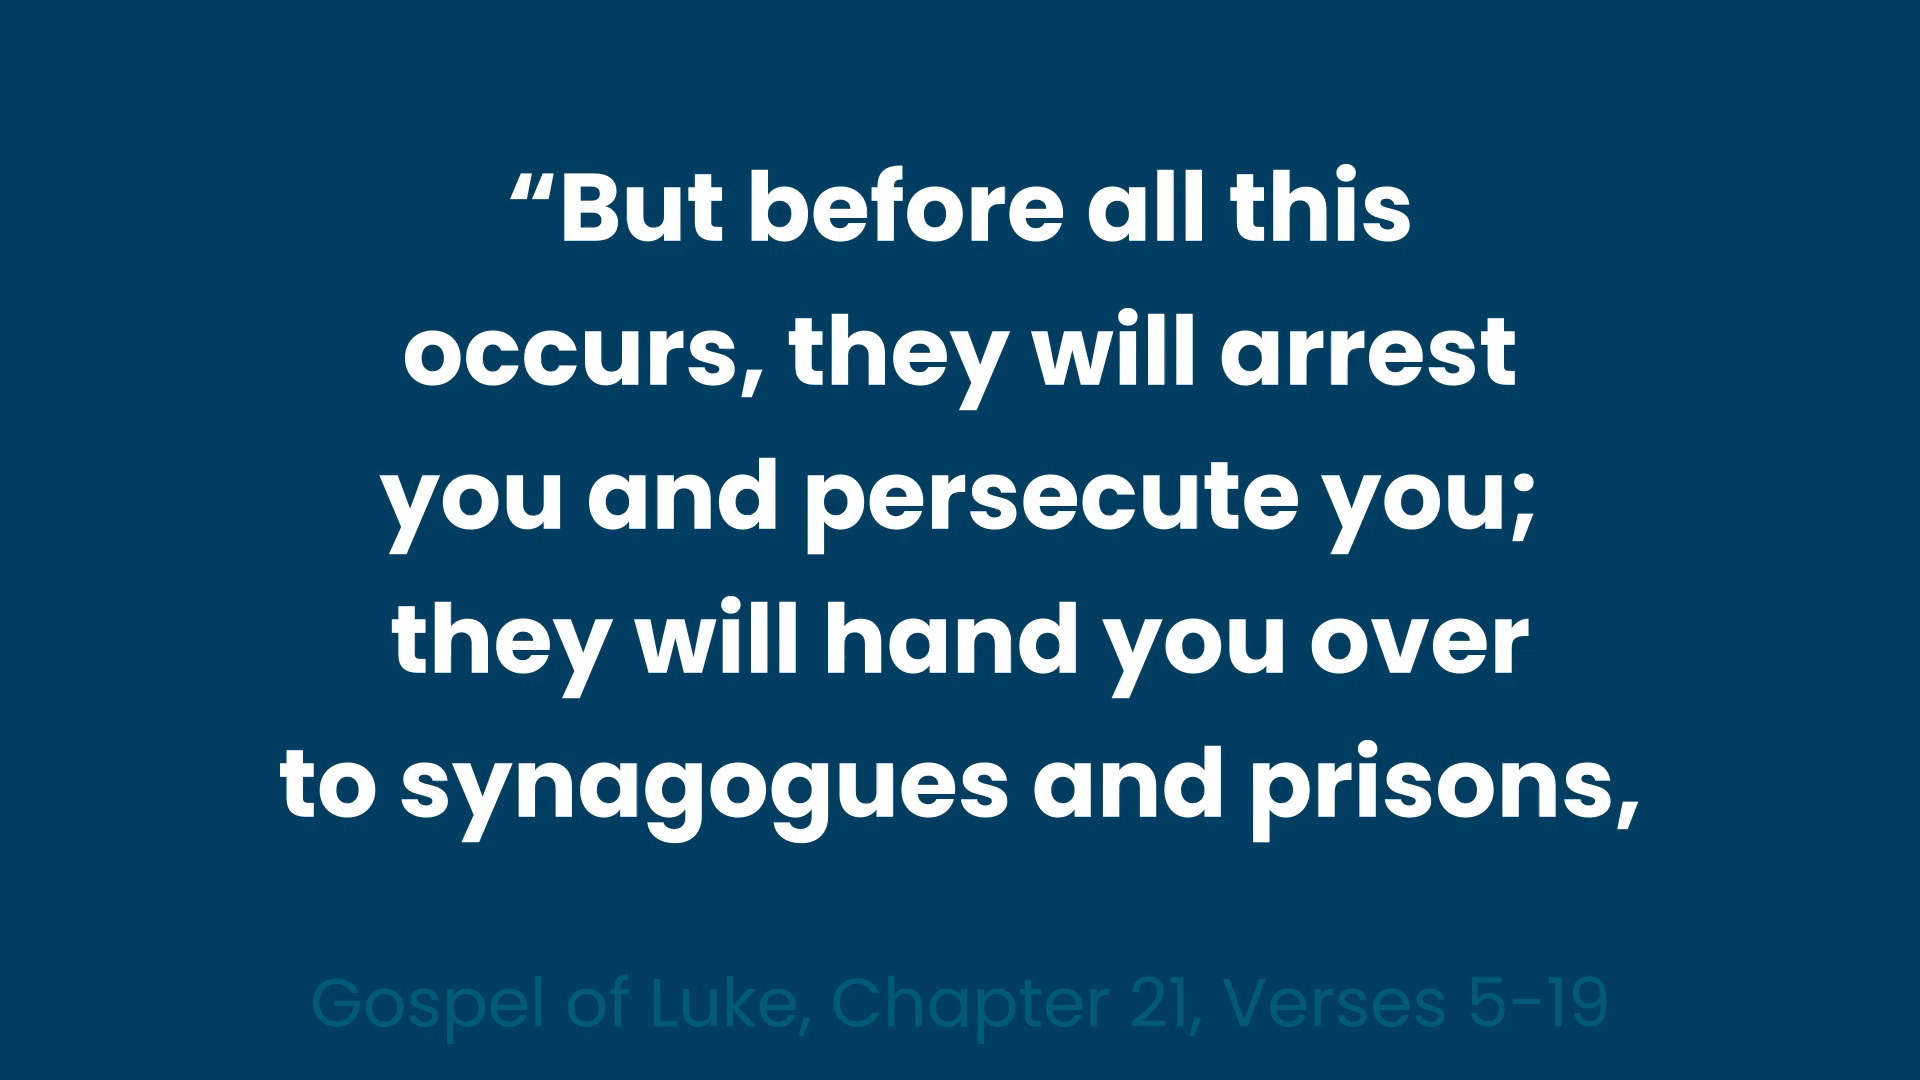 “But before all this
occurs, they will arrest
you and persecute you;
they will hand you over
to synagogues and prisons,
Gospel of Luke, Chapter 21, Verses 5-19